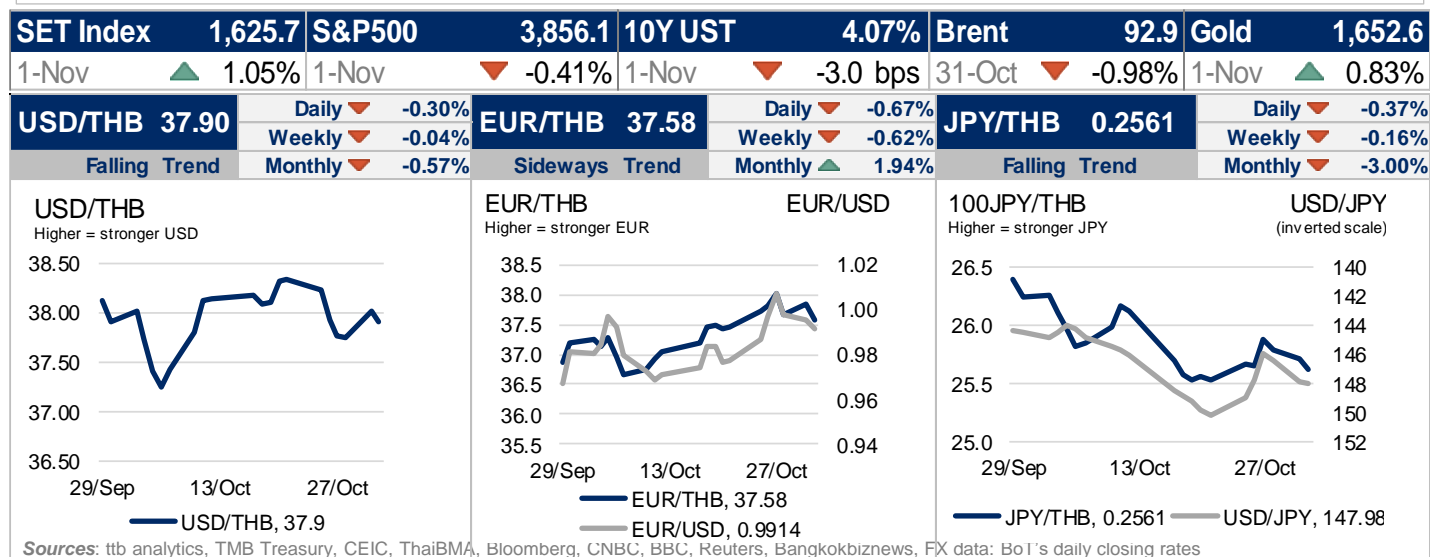 SET Index 1,625.7 S&P500 3,856.1 10Y UST 4.07% Brent 92.9 Gold 1,652.6
1-Nov 1.05% 1-Nov -0.41% 1-Nov -3.0 bps 31-Oct -0.98% 1-Nov 0.83%
USD/THB 37.90
Falling Trend
Daily -0.30%
Weekly -0.04%
Monthly -0.57%
EUR/THB 37.58
Sideways Trend
Daily -0.67%
Weekly -0.62%
Monthly 1.94%
JPY/THB 0.2561
Falling Trend
Daily -0.37%
Weekly -0.16%
Monthly -3.00%
USD/THB
Higher = stronger USD
38.50
38.00
37.50
37.00
36.50
29/Sep 13/Oct 27/Oct
USD/THB, 37.9
EUR/THB EUR/USD
Higher = stronger EUR
38.5 1.02
38.0 1.00
37.5
37.0 0.98
36.5
36.0 0.96
35.5 0.94
29/Sep 13/Oct 27/Oct
EUR/THB, 37.58
EUR/USD, 0.9914
100JPY/THB USD/JPY
Higher = stronger JPY (inverted scale)
26.5 140
142
26.0 144
146
25.5 148
150
25.0 152
29/Sep 13/Oct 27/Oct
JPY/THB, 0.2561 USD/JPY, 147.98
Sources: ttb analytics, TMB Treasury, CEIC, ThaiBMA, Bloomberg, CNBC, BBC, Reuters, Bangkokbiznews, FX data: BoT's daily closing rates